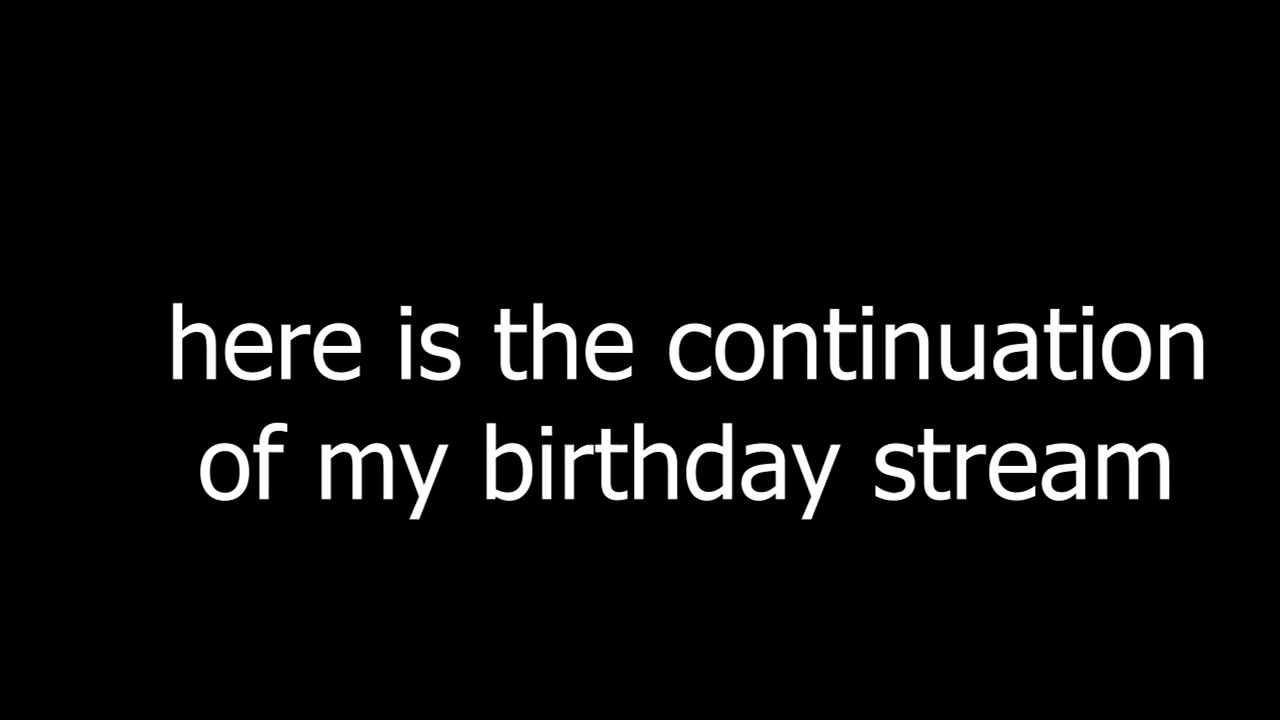 here is the continuation
of my birthday stream